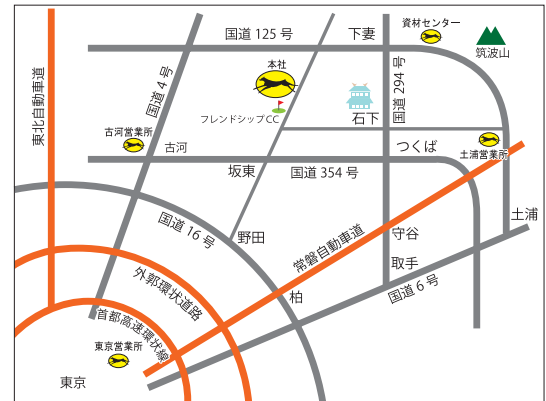 資材センター
国道 125 号
下妻
筑波山
本社
国道 4 号
国道 294 号
東北自動車道
フレンドシップ CC
石下
古河営業所
古河
つくば
土浦営業所
坂東
国道 354 号
土浦
国道 16 号
野田
守谷
常磐自動車道
取手
外郭環状道路
柏
国道 6 号
首都高速環状線
東京営業所
東京